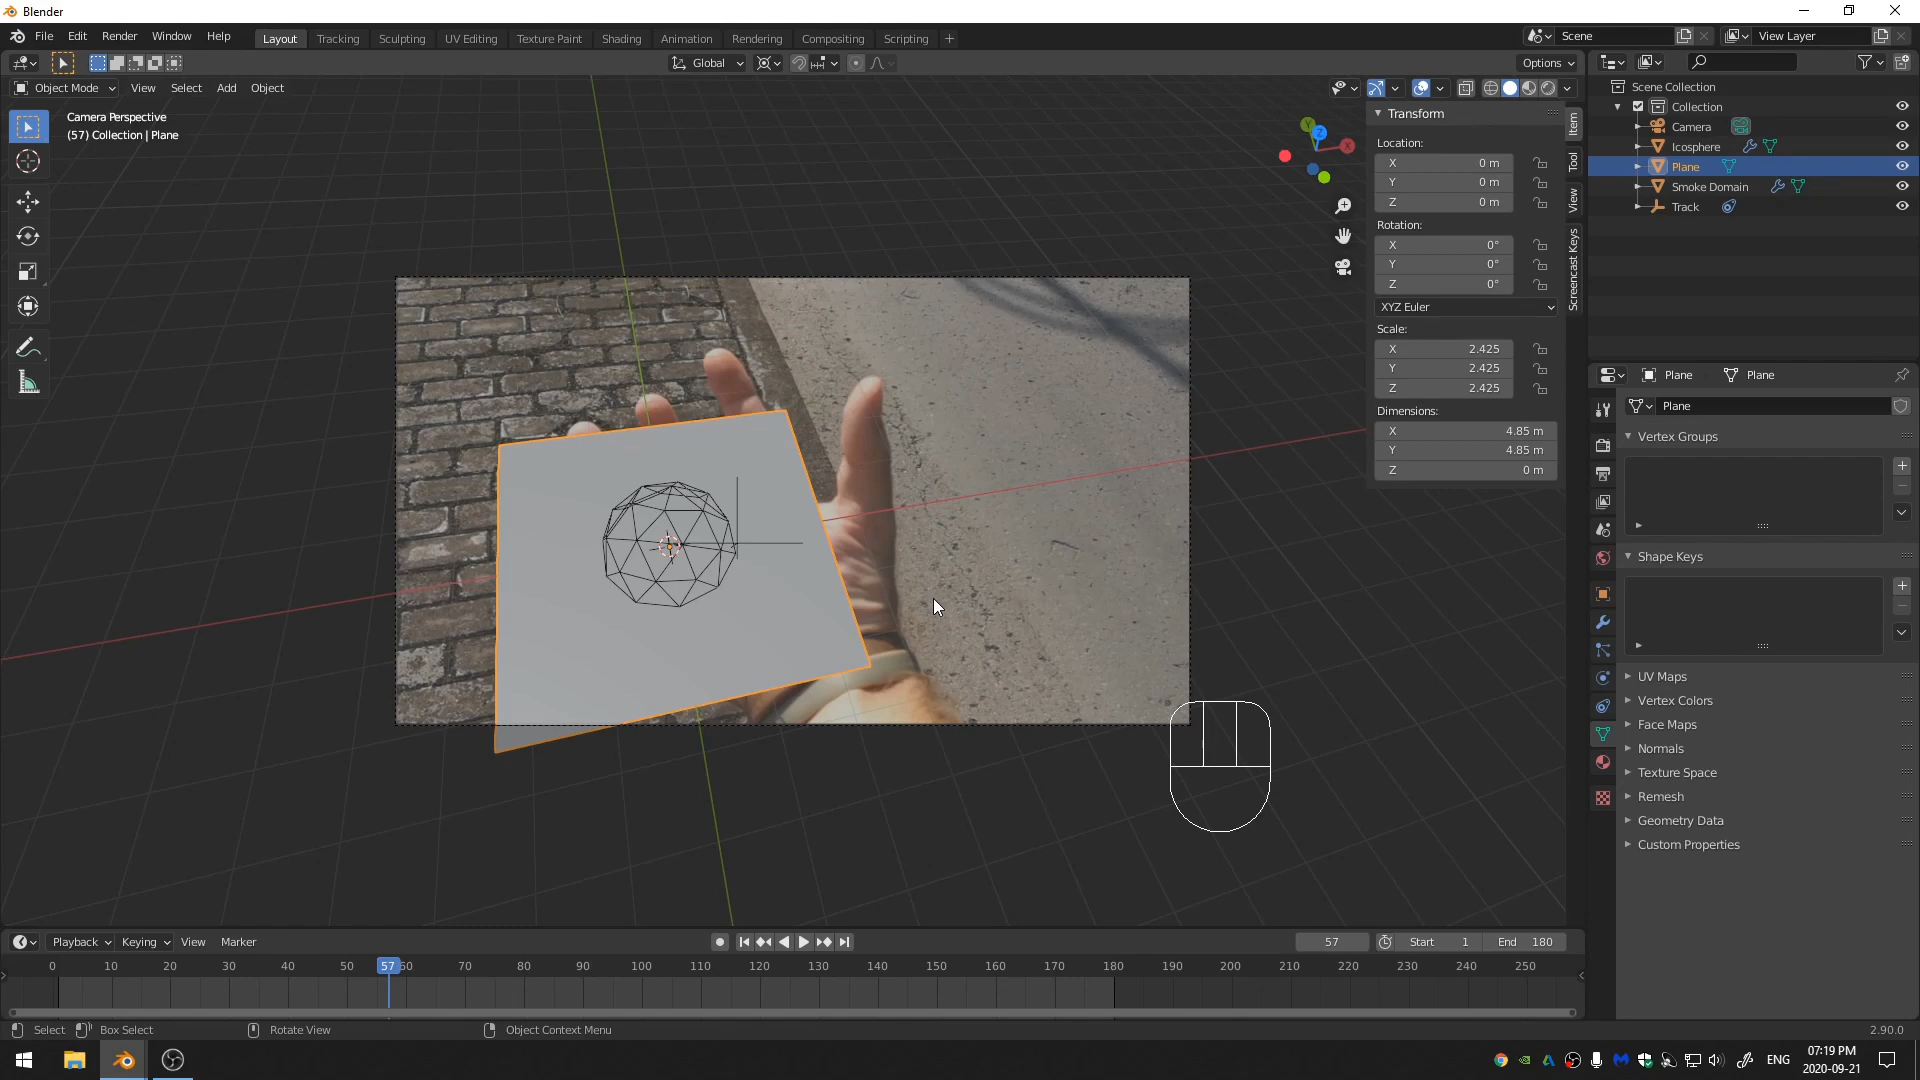 Blender
File Edit Render Window Help
Layout Tracking Sculpting UV Editing Texture Paint Shading Animation Rendering Compositing Scripting +
Scene
View Layer
Global
Options
Object Mode View Select Add Object
Camera Perspective
(57) Collection | Plane
Y
Z
X
Transform
Location:
X 0 m
Y 0 m
Z 0 m
Rotation:
X 0°
Y 0°
Z 0°
XYZ Euler
Scale:
X 2.425
Y 2.425
Z 2.425
Dimensions:
X 4.85 m
Y 4.85 m
Z 0 m
Item
Tool
View
Screencast Keys
Scene Collection
Collection
Camera
Icosphere
Plane
Smoke Domain
Track
Plane Plane
Plane
Vertex Groups
Shape Keys
UV Maps
Vertex Colors
Face Maps
Normals
Texture Space
Remesh
Geometry Data
Custom Properties
Playback Keying View Marker
57 Start 1 End 180
0 10 20 30 40 50 57 60 70 80 90 100 110 120 130 140 150 160 170 180 190 200 210 220 230 240 250
Select Box Select Rotate View Object Context Menu 2.90.0
ENG
07:19 PM
2020-09-21